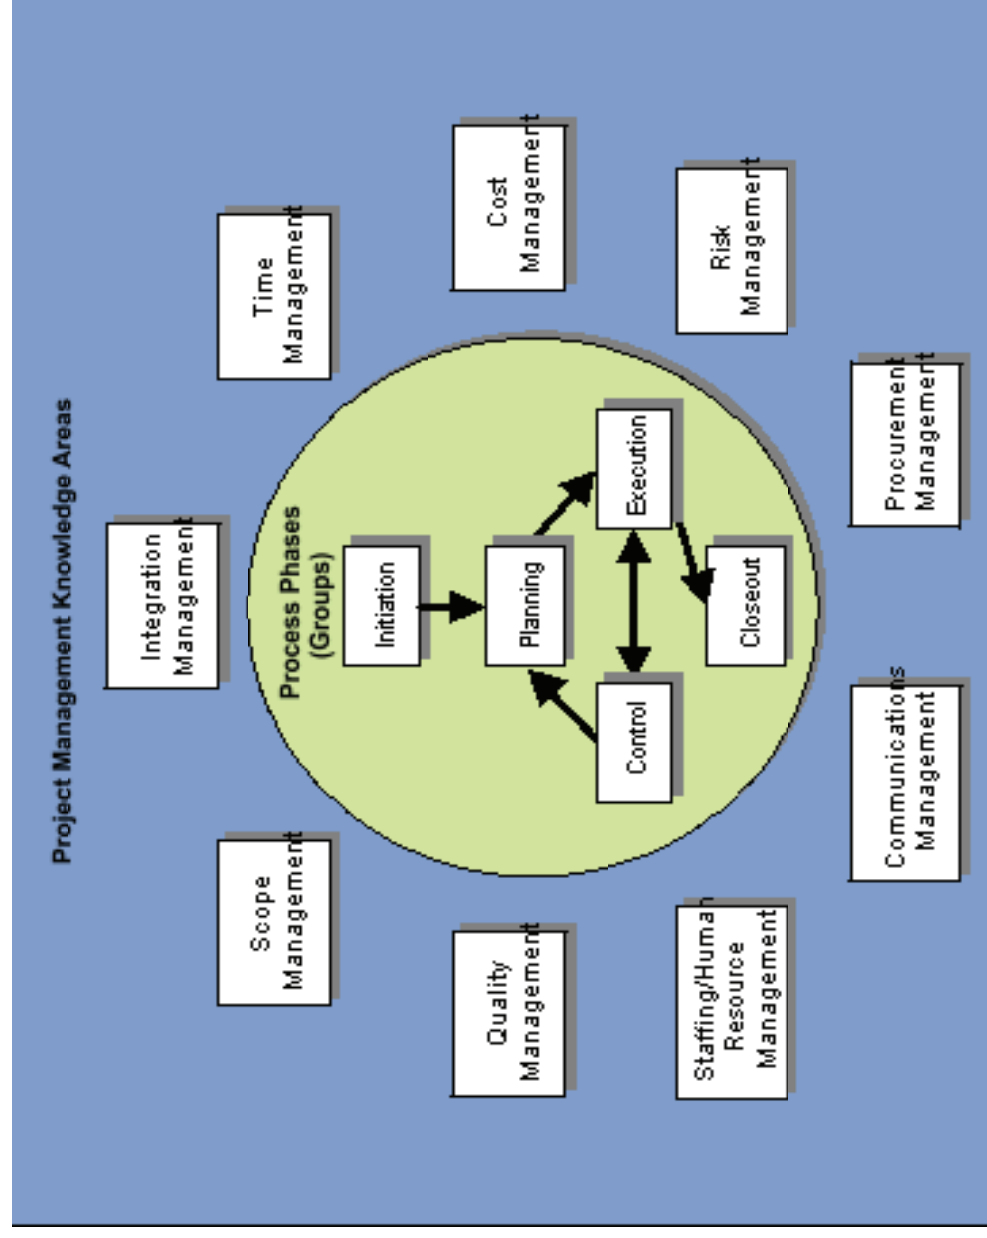 Project Management Knowledge Areas
Integration
Management
Scope
Management
Time
Management
Process Phases
(Groups)
Initiation
Quality
Management
Planning
Cost
Management
Control
Execution
Staffing/Human
Resource
Management
Closeout
Risk
Management
Communications
Management
Procurement
Management